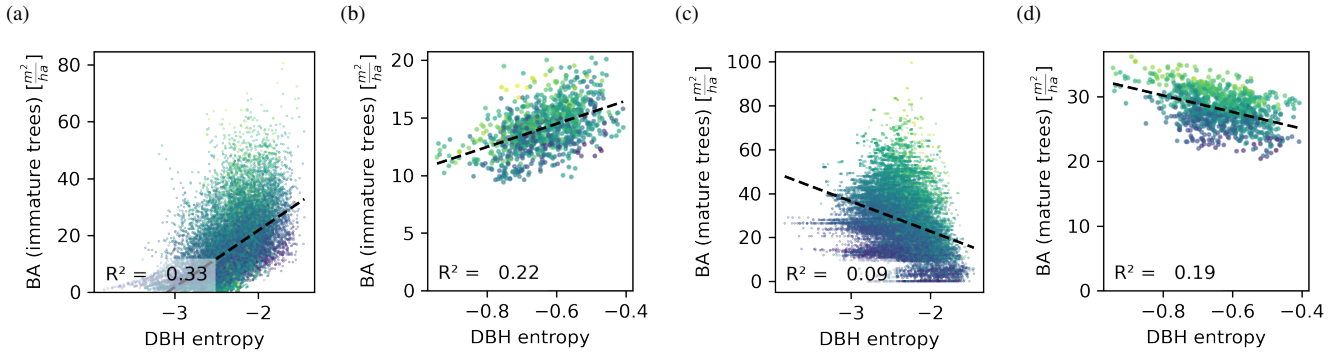 (a)
BA (immature trees) [m²/ha]
80
60
40
20
0
R² = 0.33
−3
−2
DBH entropy
(b)
BA (immature trees) [m²/ha]
20
15
10
5
0
R² = 0.22
−0.8
−0.6
−0.4
DBH entropy
(c)
BA (mature trees) [m²/ha]
100
80
60
40
20
0
R² = 0.09
−3
−2
DBH entropy
(d)
BA (mature trees) [m²/ha]
30
20
10
0
R² = 0.19
−0.8
−0.6
−0.4
DBH entropy